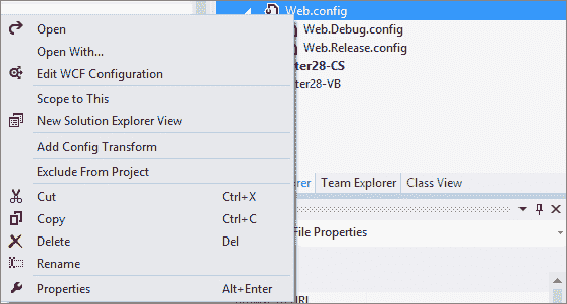 Web.config
Open
Web.Debug.config
Open With...
Web.Release.config
Edit WCF Configuration
ter28-CS
Scope to This
ter28-VB
New Solution Explorer View
Add Config Transform
Exclude From Project
rer Team Explorer Class View
Cut Ctrl+X
Copy Ctrl+C
File Properties
Delete Del
Rename
Properties Alt+Enter